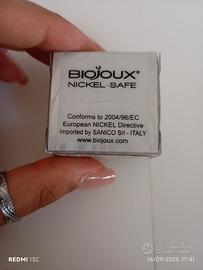 BIOJOUX®
NICKEL-SAFE
Conforms to 2004/96/EC
European NICKEL Directive
Imported by SANICO Srl - ITALY
www.biojoux.com
subito
REDMI 13C
16/09/2025 17:41